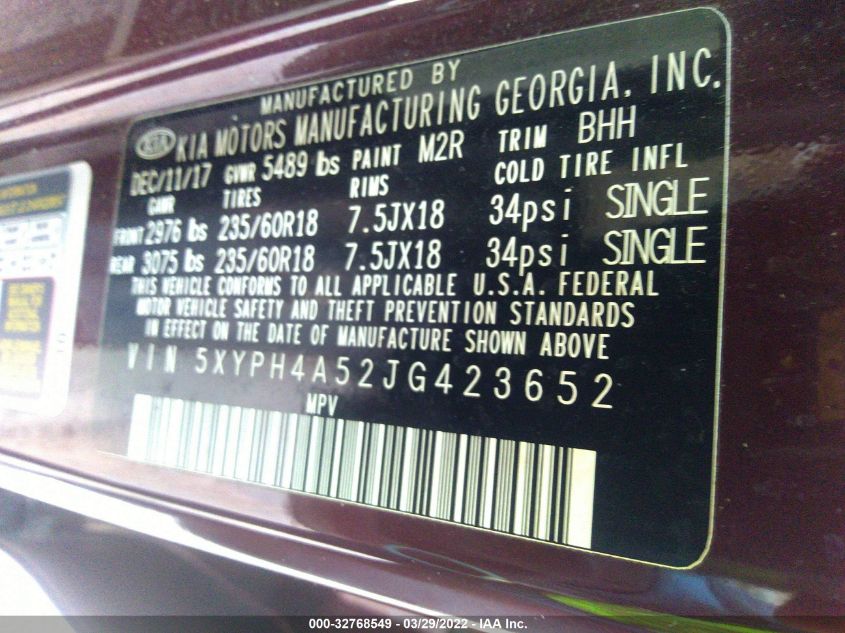 MANUFACTURED BY
KIA KIA MOTORS MANUFACTURING GEORGIA, INC.
DEC/11/17 GVWR 5489 lbs PAINT M2R TRIM BHH
GAWR TIRES RIMS COLD TIRE INFL
FRONT 2976 lbs 235/60R18 7.5JX18 34psi SINGLE
REAR 3075 lbs 235/60R18 7.5JX18 34psi SINGLE
THIS VEHICLE CONFORMS TO ALL APPLICABLE U.S.A. FEDERAL
MOTOR VEHICLE SAFETY AND THEFT PREVENTION STANDARDS
IN EFFECT ON THE DATE OF MANUFACTURE SHOWN ABOVE
VIN 5XYPH4A52JG423652
MPV
000-32768549 — 03/29/2022 — IAA Inc.